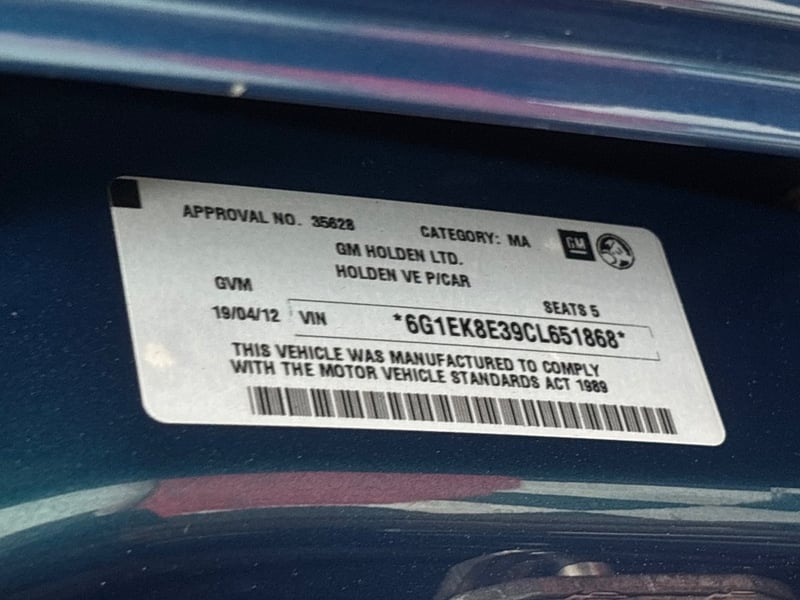 APPROVAL NO. 35628 CATEGORY: MA GM
GM HOLDEN LTD.
HOLDEN VE P/CAR
GVM
SEATS 5
19/04/12 VIN *6G1EK8E39CL651868*
THIS VEHICLE WAS MANUFACTURED TO COMPLY
WITH THE MOTOR VEHICLE STANDARDS ACT 1989